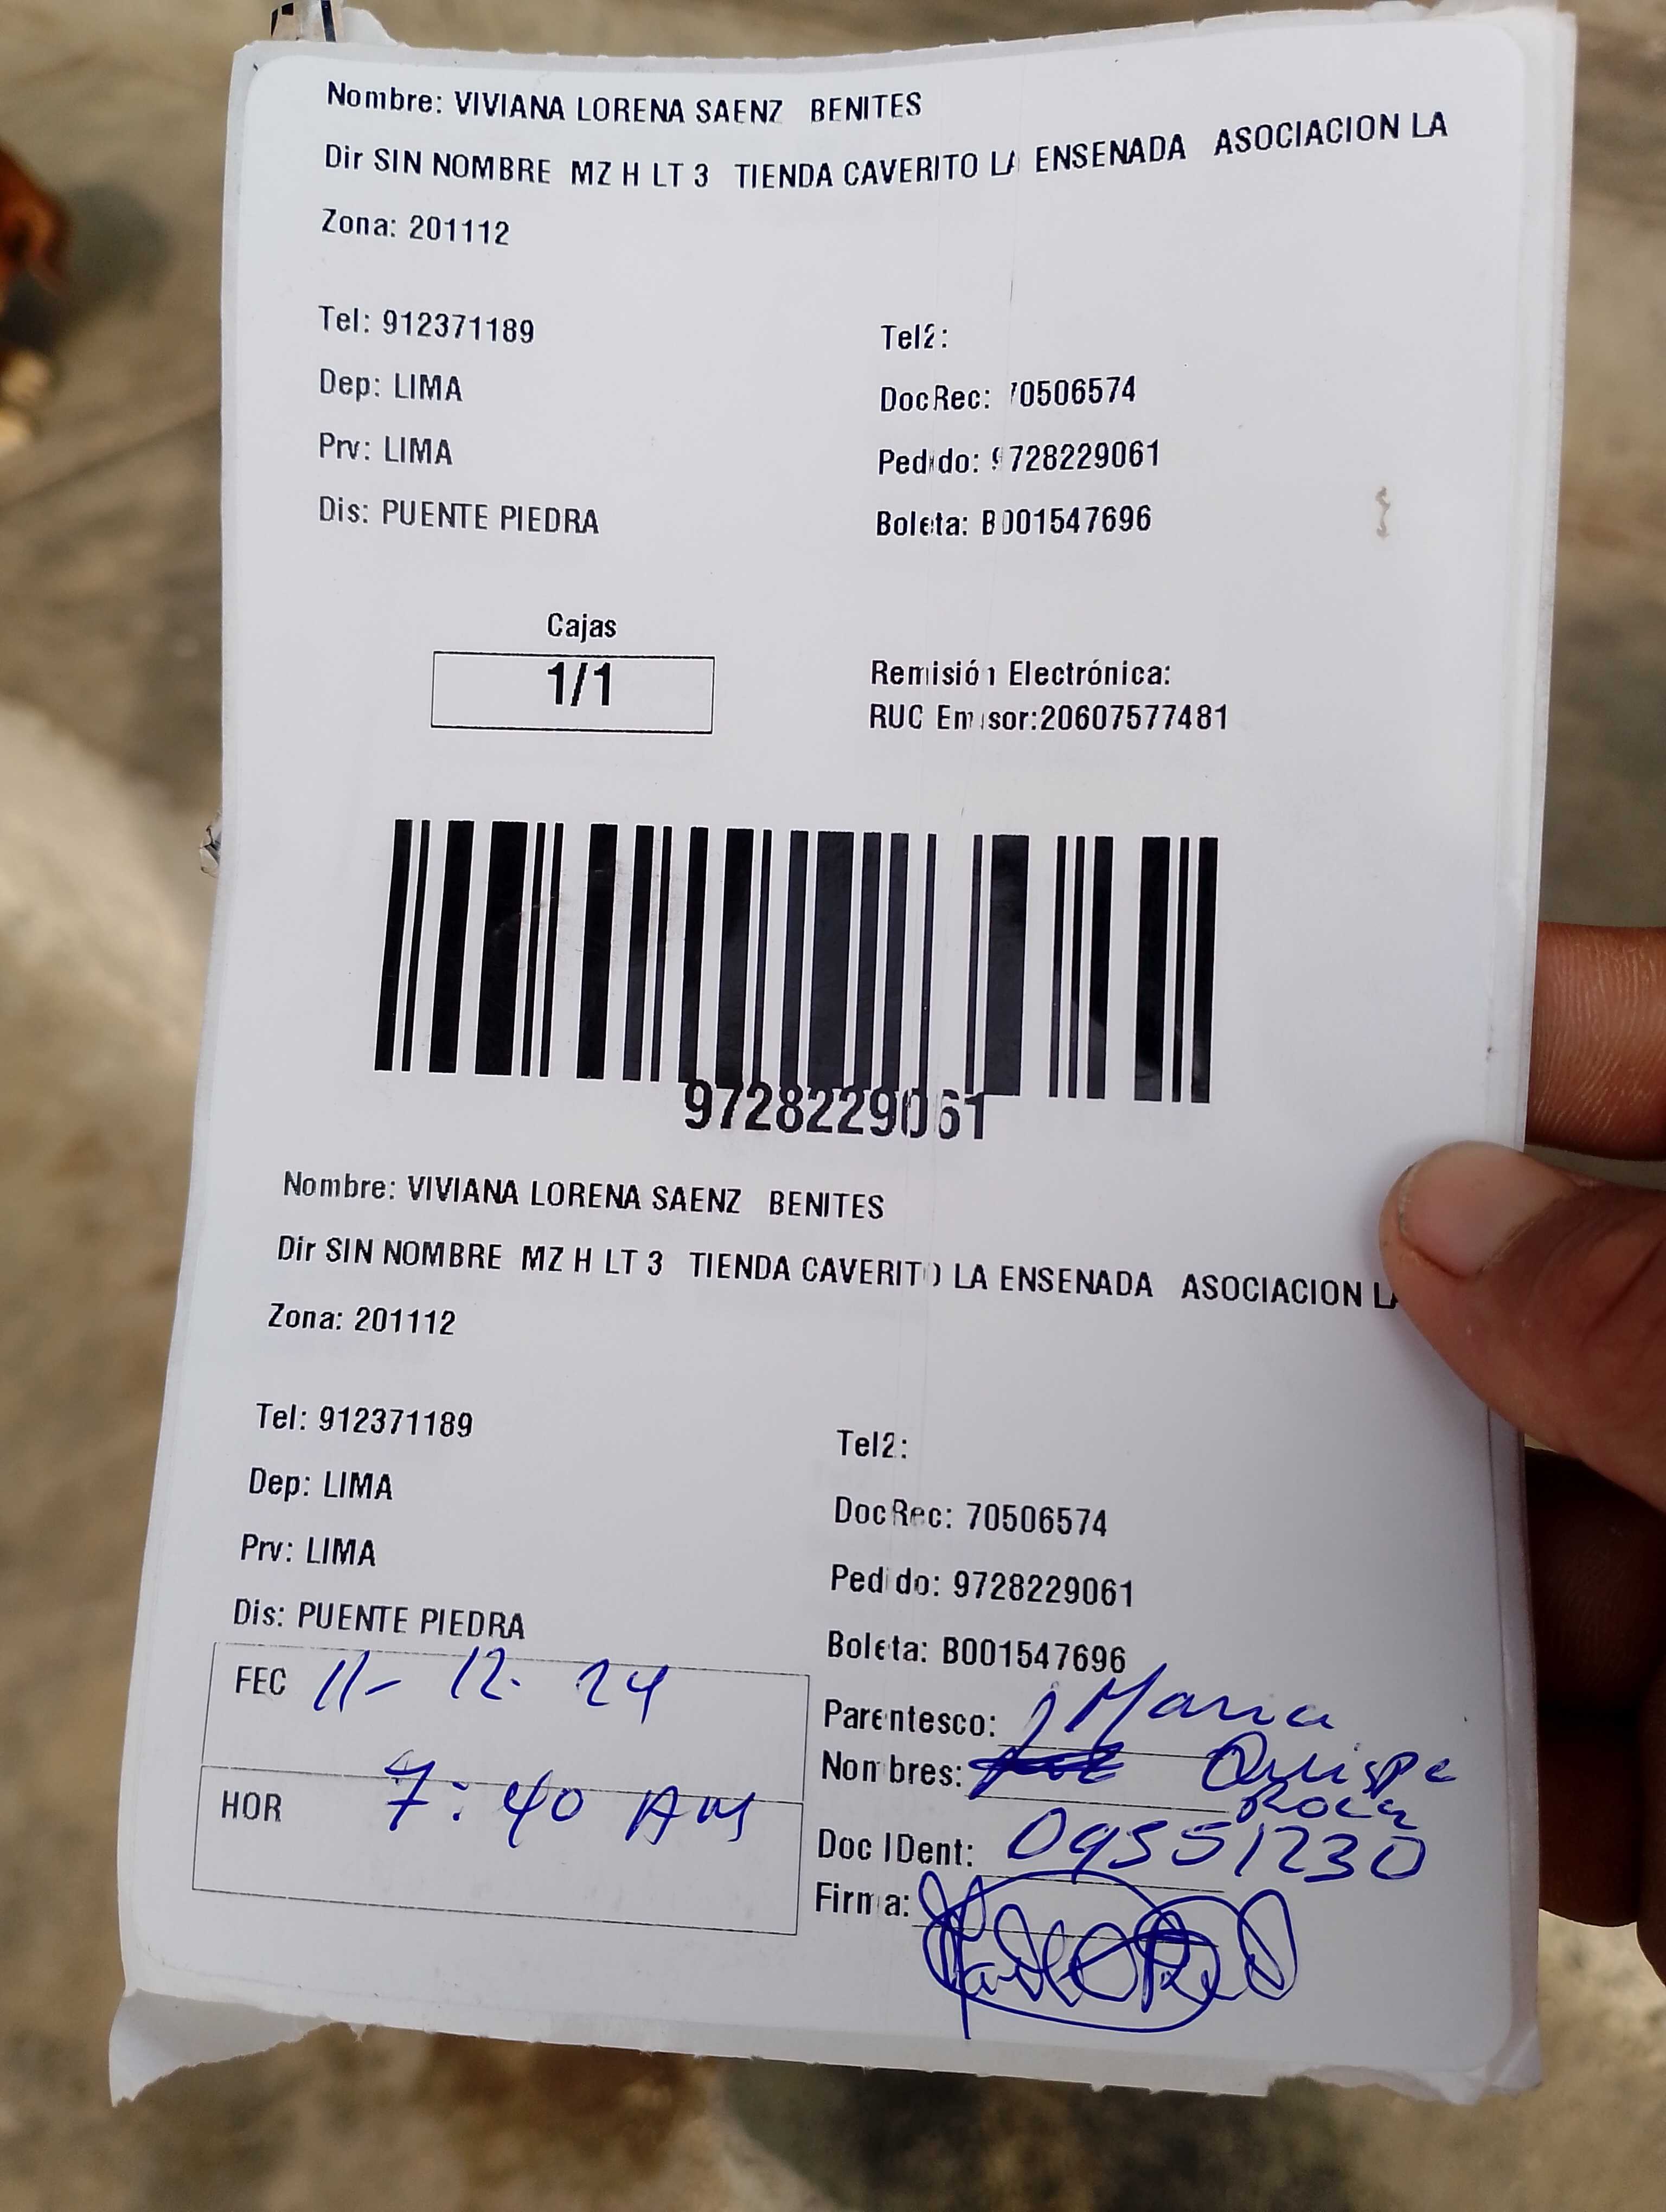 Nombre: VIVIANA LORENA SAENZ BENITES
Dir SIN NOMBRE MZ H LT 3 TIENDA CAVERITO LA ENSENADA ASOCIACION LA
Zona: 201112
Tel: 912371189
Tel2:
Dep: LIMA
DocRec: 70506574
Prv: LIMA
Pedido: 9728229061
Dis: PUENTE PIEDRA
Boleta: B001547696
Cajas
1/1
Remisión Electrónica:
RUC Emisor:20607577481
9728229061
Nombre: VIVIANA LORENA SAENZ BENITES
Dir SIN NOMBRE MZ H LT 3 TIENDA CAVERITO LA ENSENADA ASOCIACION LA
Zona: 201112
Tel: 912371189
Tel2:
Dep: LIMA
DocRec: 70506574
Prv: LIMA
Pedido: 9728229061
Dis: PUENTE PIEDRA
Boleta: B001547696
FEC 11- 12. 24
Parentesco: Maria
Nombres: Quispe
Roca
HOR 7:40 AM
Doc IDent: 09551230
Firma: